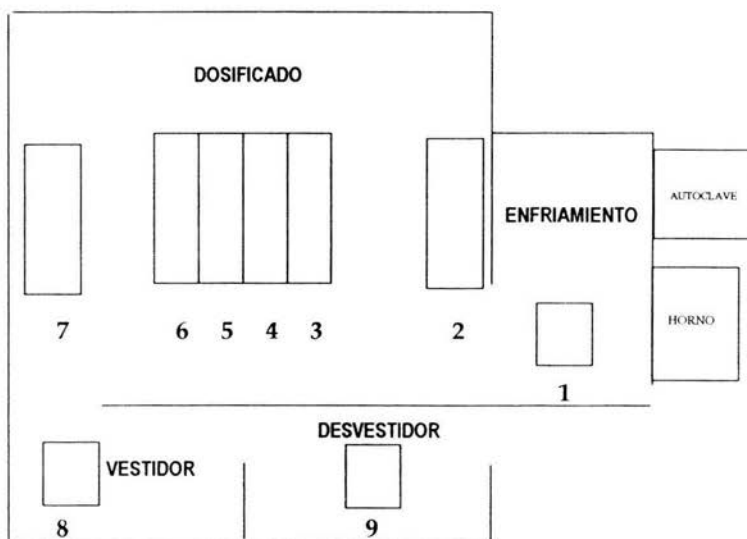 DOSIFICADO
AUTOCLAVE
ENFRIAMIENTO
HORNO
7
6
5
4
3
2
1
DESVESTIDOR
VESTIDOR
8
9